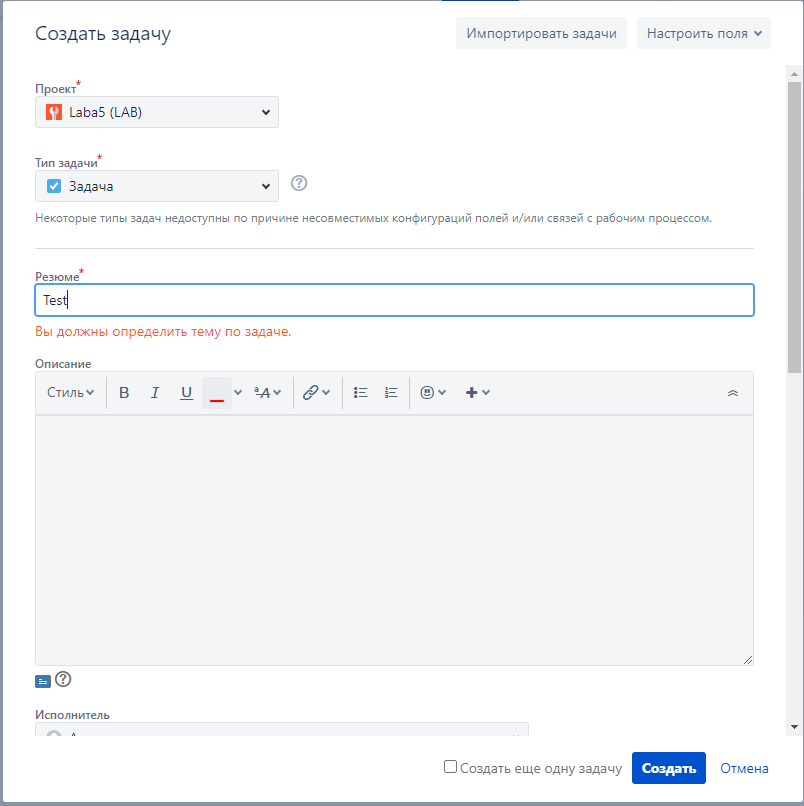 Создать задачу
Импортировать задачи
Настроить поля
Проект*
Laba5 (LAB)
Тип задачи*
Задача
Некоторые типы задач недоступны по причине несовместимых конфигураций полей и/или связей с рабочим процессом.
Резюме*
Test
Вы должны определить тему по задаче.
Описание
Стиль B I U ªA
Исполнитель
Создать еще одну задачу Создать Отмена